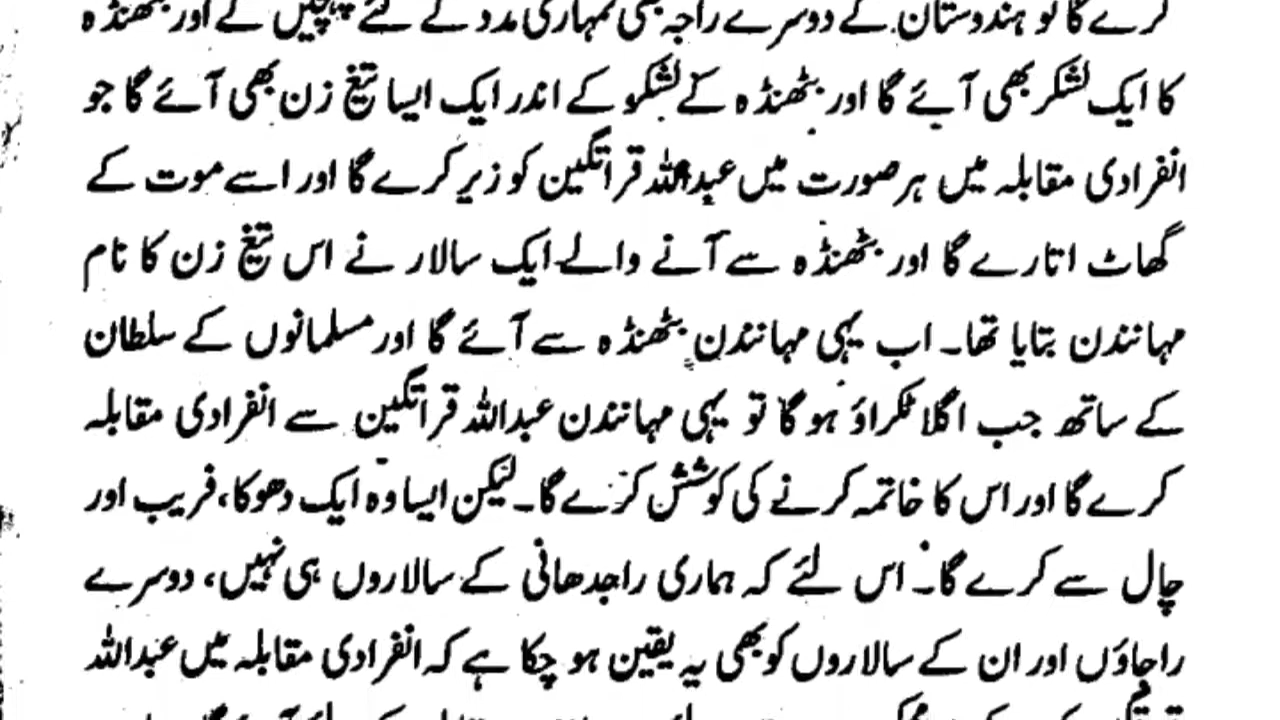 کرے گا تو ہندوستان کے دوسرے راجہ بھی تمہاری مدد کے لئے پہنچیں گے اور بٹھنڈہ
کا ایک لشکر بھی آئے گا اور بٹھنڈہ کے لشکر کے اندر ایک ایسا تیغ زن بھی آئے گا جو
انفرادی مقابلہ میں ہر صورت میں عبداللہ قراتگین کو زیر کرے گا اور اسے موت کے
گھاٹ اتارے گا اور بٹھنڈہ سے آنے والے ایک سالار نے اس تیغ زن کا نام
مہانندن بتایا تھا۔ اب یہی مہانندن بٹھنڈہ سے آئے گا اور مسلمانوں کے سلطان
کے ساتھ جب اگلا ٹکراؤ ہو گا تو یہی مہانندن عبداللہ قراتگین سے انفرادی مقابلہ
کرے گا اور اس کا خاتمہ کرنے کی کوشش کرے گا۔ لیکن ایسا وہ ایک دھوکا، فریب اور
چال سے کرے گا۔ اس لئے کہ ہماری راجدھانی کے سالاروں ہی نہیں، دوسرے
راجاؤں اور ان کے سالاروں کو بھی یہ یقین ہو چکا ہے کہ انفرادی مقابلہ میں عبداللہ